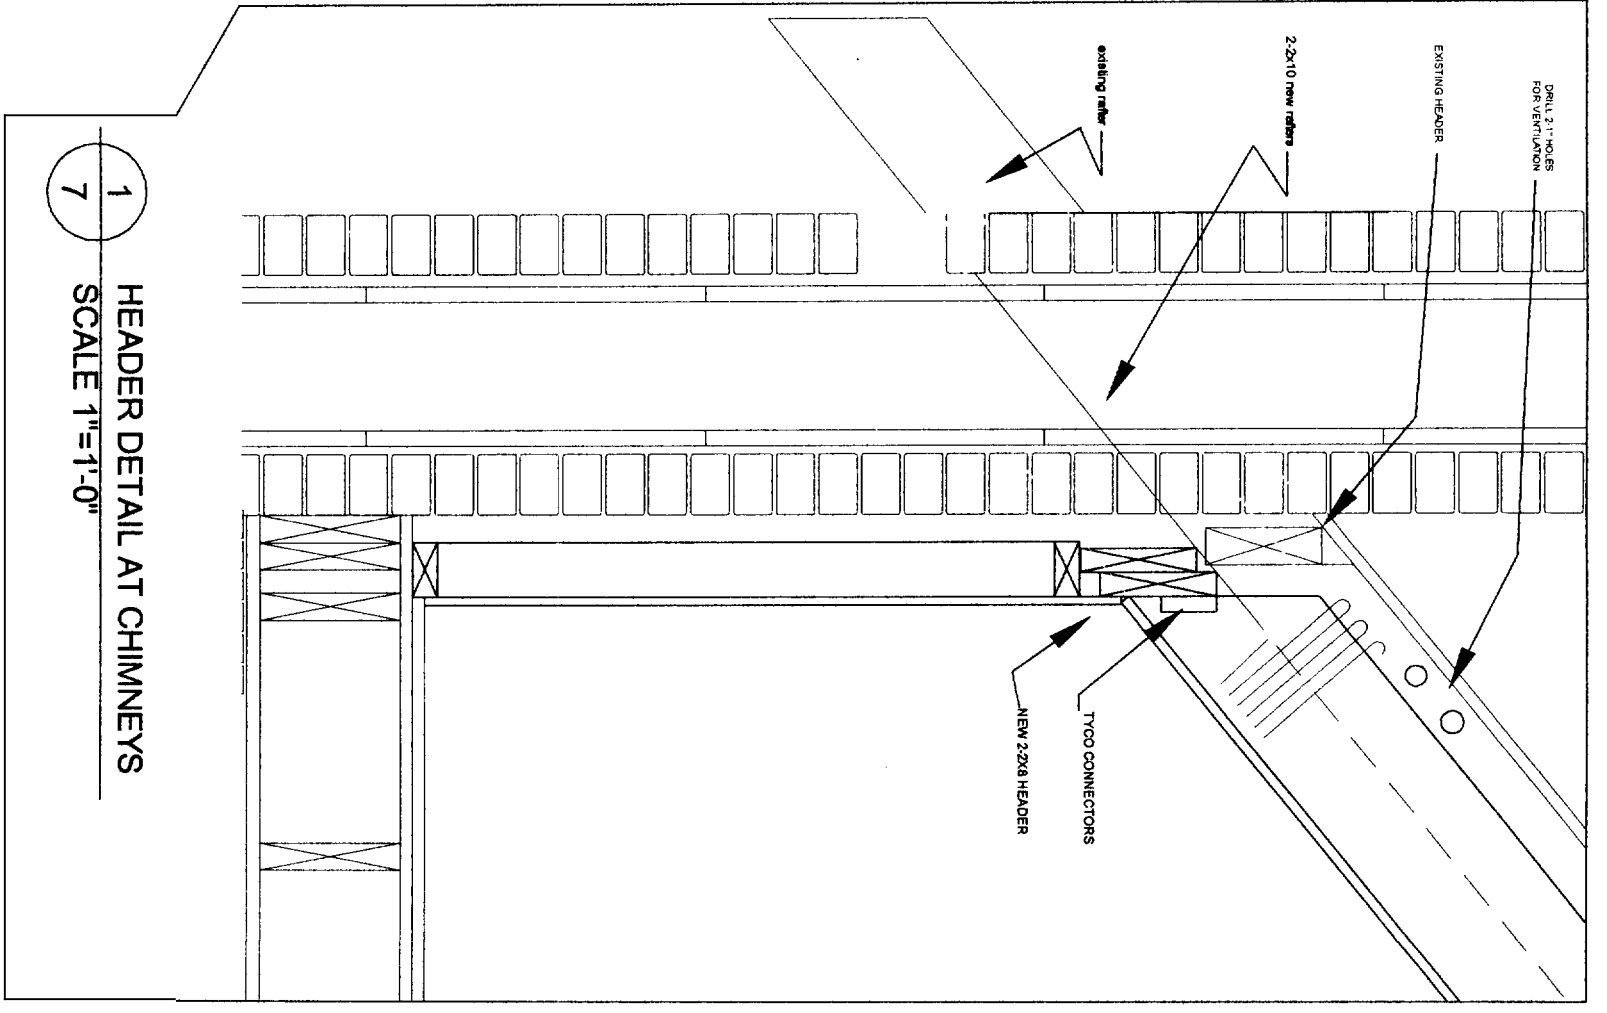 DRILL 2-1" HOLES
FOR VENTILATION
EXISTING HEADER
2-2x10 new rafters
existing rafter
TYCO CONNECTORS
NEW 2-2X8 HEADER
1
7
HEADER DETAIL AT CHIMNEYS
SCALE 1"=1'-0"